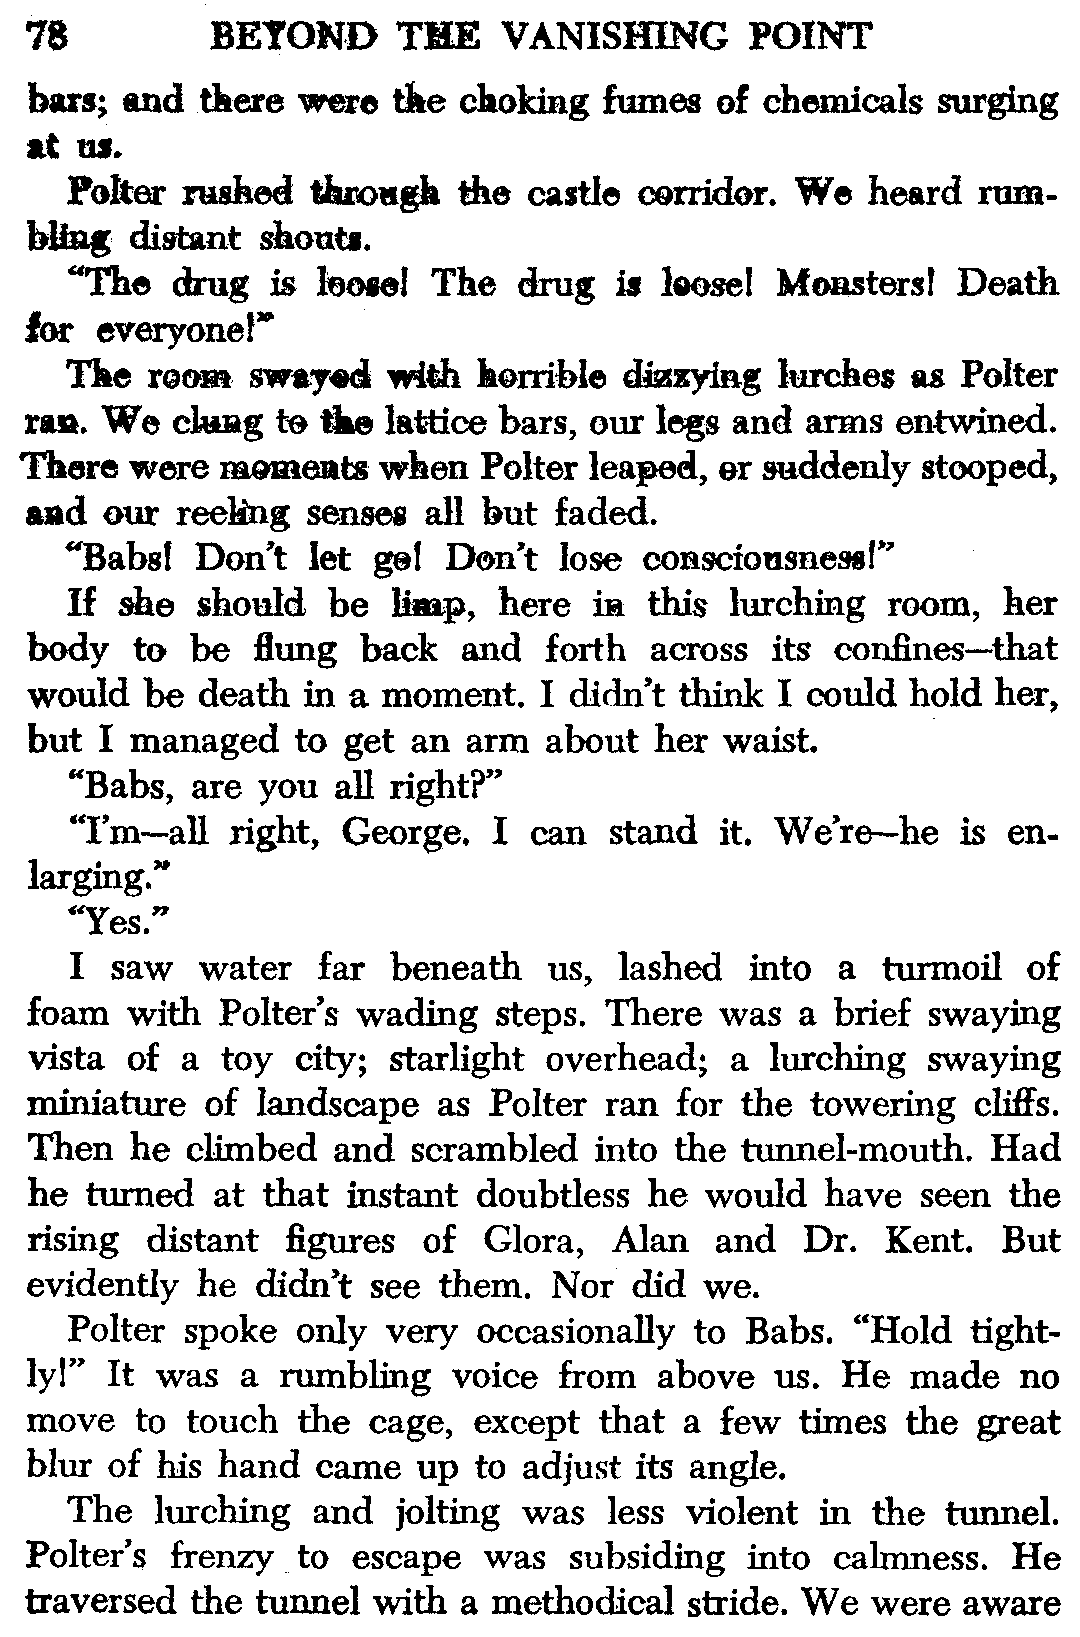 78 BEYOND THE VANISHING POINT
bars; and there were the choking fumes of chemicals surging
at us.
Polter rushed through the castle corridor. We heard rum-
bling distant shouts.
“The drug is loose! The drug is loose! Monsters! Death
for everyone!”
The room swayed with horrible dizzying lurches as Polter
ran. We clung to the lattice bars, our legs and arms entwined.
There were moments when Polter leaped, or suddenly stooped,
and our reeling senses all but faded.
“Babs! Don’t let go! Don’t lose consciousness!”
If she should be limp, here in this lurching room, her
body to be flung back and forth across its confines—that
would be death in a moment. I didn’t think I could hold her,
but I managed to get an arm about her waist.
“Babs, are you all right?”
“I’m—all right, George. I can stand it. We’re—he is en-
larging.”
“Yes.”
I saw water far beneath us, lashed into a turmoil of
foam with Polter’s wading steps. There was a brief swaying
vista of a toy city; starlight overhead; a lurching swaying
miniature of landscape as Polter ran for the towering cliffs.
Then he climbed and scrambled into the tunnel-mouth. Had
he turned at that instant doubtless he would have seen the
rising distant figures of Glora, Alan and Dr. Kent. But
evidently he didn’t see them. Nor did we.
Polter spoke only very occasionally to Babs. “Hold tight-
ly!” It was a rumbling voice from above us. He made no
move to touch the cage, except that a few times the great
blur of his hand came up to adjust its angle.
The lurching and jolting was less violent in the tunnel.
Polter’s frenzy to escape was subsiding into calmness. He
traversed the tunnel with a methodical stride. We were aware